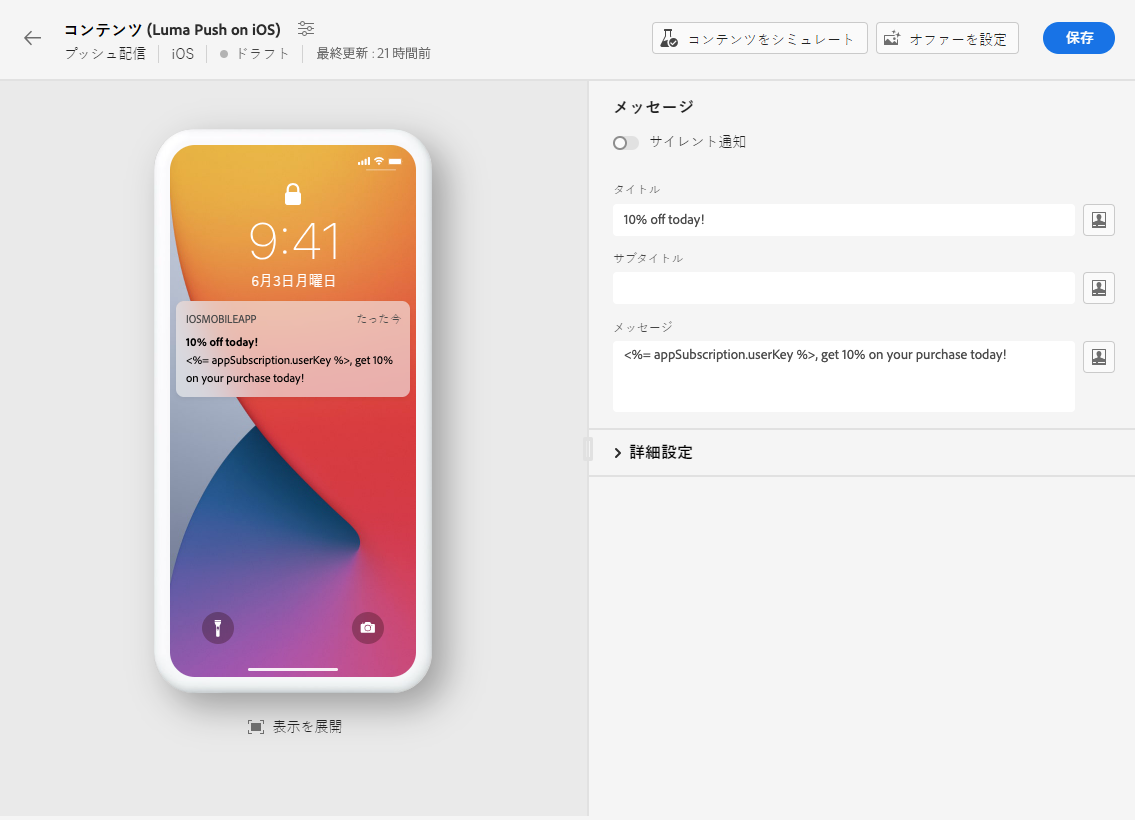 コンテンツ (Luma Push on iOS)
プッシュ配信 iOS ドラフト 最終更新 : 21 時間前
コンテンツをシミュレート
オファーを設定
保存
9:41
6月3日月曜日
IOSMOBILEAPP たった今
10% off today!
<%= appSubscription.userKey %>, get 10%
on your purchase today!
表示を展開
メッセージ
サイレント通知
タイトル
10% off today!
サブタイトル
メッセージ
<%= appSubscription.userKey %>, get 10% on your purchase today!
詳細設定